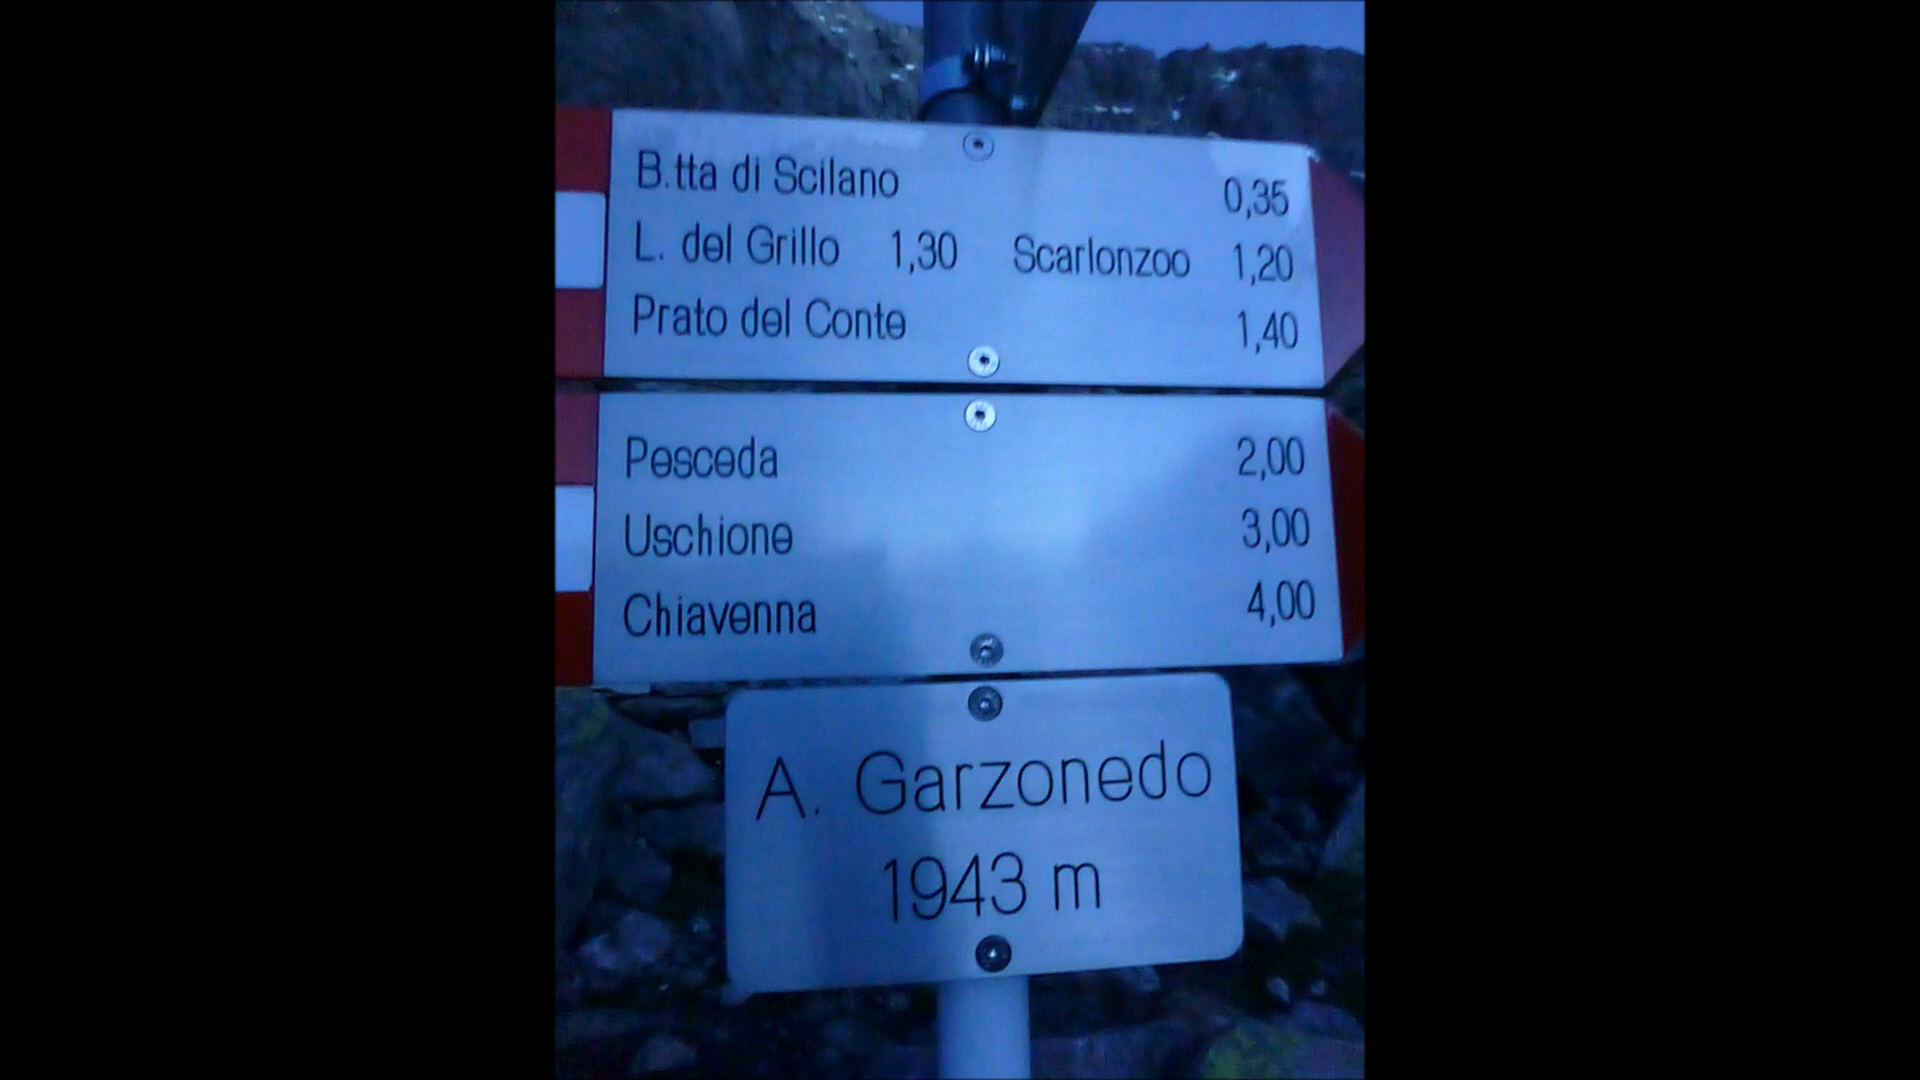 B.tta di Scilano 0,35
L. del Grillo 1,30 Scarlonzoo 1,20
Prato del Conte 1,40
Pesceda 2,00
Uschione 3,00
Chiavenna 4,00
A. Garzonedo
1943 m